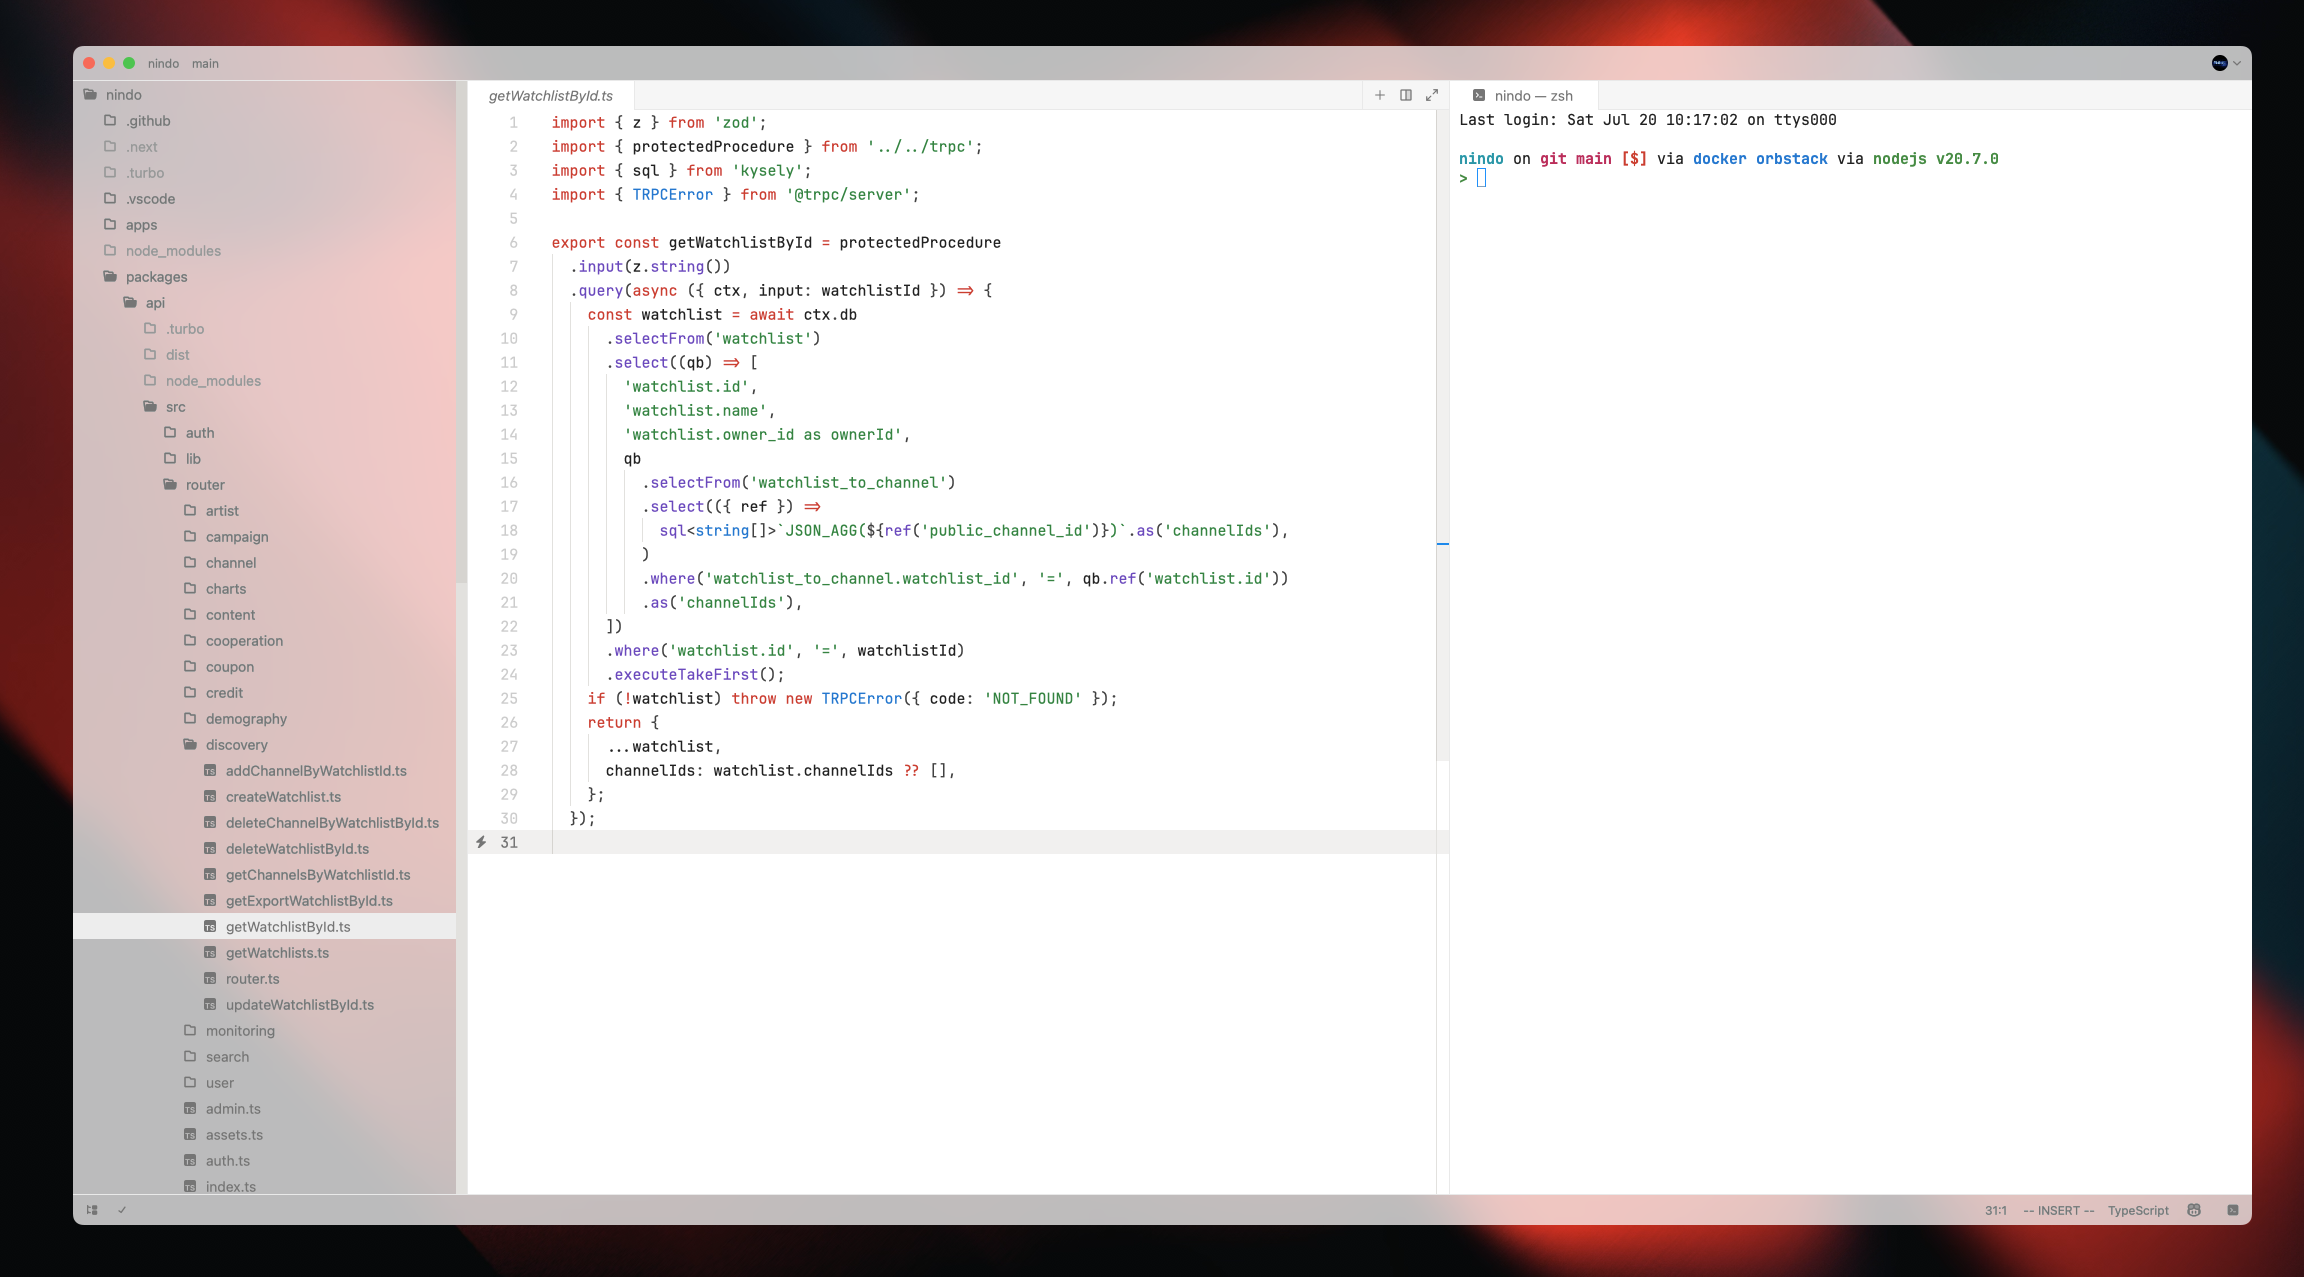 nindo main
nindo
.github
.next
.turbo
.vscode
apps
node_modules
packages
api
.turbo
dist
node_modules
src
auth
lib
router
artist
campaign
channel
charts
content
cooperation
coupon
credit
demography
discovery
addChannelByWatchlistId.ts
createWatchlist.ts
deleteChannelByWatchlistById.ts
deleteWatchlistById.ts
getChannelsByWatchlistId.ts
getExportWatchlistById.ts
getWatchlistById.ts
getWatchlists.ts
router.ts
updateWatchlistById.ts
monitoring
search
user
admin.ts
assets.ts
auth.ts
index.ts
getWatchlistById.ts
1 import { z } from 'zod';
2 import { protectedProcedure } from '../../trpc';
3 import { sql } from 'kysely';
4 import { TRPCError } from '@trpc/server';
5
6 export const getWatchlistById = protectedProcedure
7 .input(z.string())
8 .query(async ({ ctx, input: watchlistId }) => {
9 const watchlist = await ctx.db
10 .selectFrom('watchlist')
11 .select((qb) => [
12 'watchlist.id',
13 'watchlist.name',
14 'watchlist.owner_id as ownerId',
15 qb
16 .selectFrom('watchlist_to_channel')
17 .select(({ ref }) =>
18 sql<string[]>`JSON_AGG(${ref('public_channel_id')})`.as('channelIds'),
19 )
20 .where('watchlist_to_channel.watchlist_id', '=', qb.ref('watchlist.id'))
21 .as('channelIds'),
22 ])
23 .where('watchlist.id', '=', watchlistId)
24 .executeTakeFirst();
25 if (!watchlist) throw new TRPCError({ code: 'NOT_FOUND' });
26 return {
27 ...watchlist,
28 channelIds: watchlist.channelIds ?? [],
29 };
30 });
31
nindo — zsh
Last login: Sat Jul 20 10:17:02 on ttys000
nindo on git main [$] via docker orbstack via nodejs v20.7.0
>
31:1 -- INSERT -- TypeScript